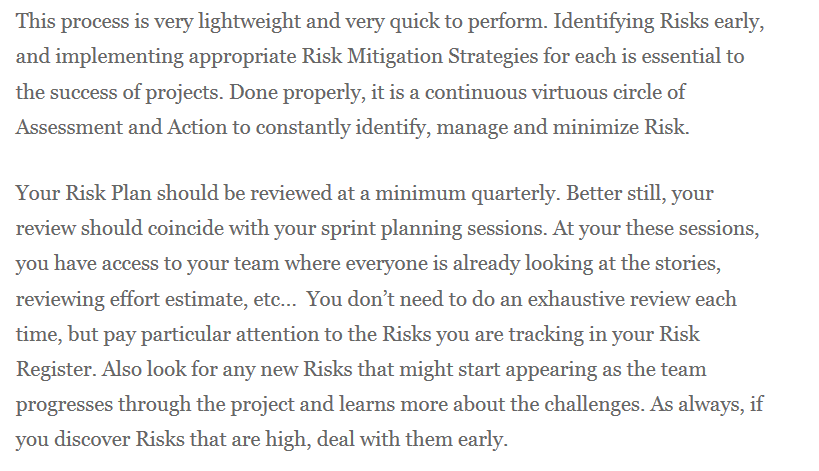 This process is very lightweight and very quick to perform. Identifying Risks early,
and implementing appropriate Risk Mitigation Strategies for each is essential to
the success of projects. Done properly, it is a continuous virtuous circle of
Assessment and Action to constantly identify, manage and minimize Risk.
Your Risk Plan should be reviewed at a minimum quarterly. Better still, your
review should coincide with your sprint planning sessions. At your these sessions,
you have access to your team where everyone is already looking at the stories,
reviewing effort estimate, etc…  You don’t need to do an exhaustive review each
time, but pay particular attention to the Risks you are tracking in your Risk
Register. Also look for any new Risks that might start appearing as the team
progresses through the project and learns more about the challenges. As always, if
you discover Risks that are high, deal with them early.